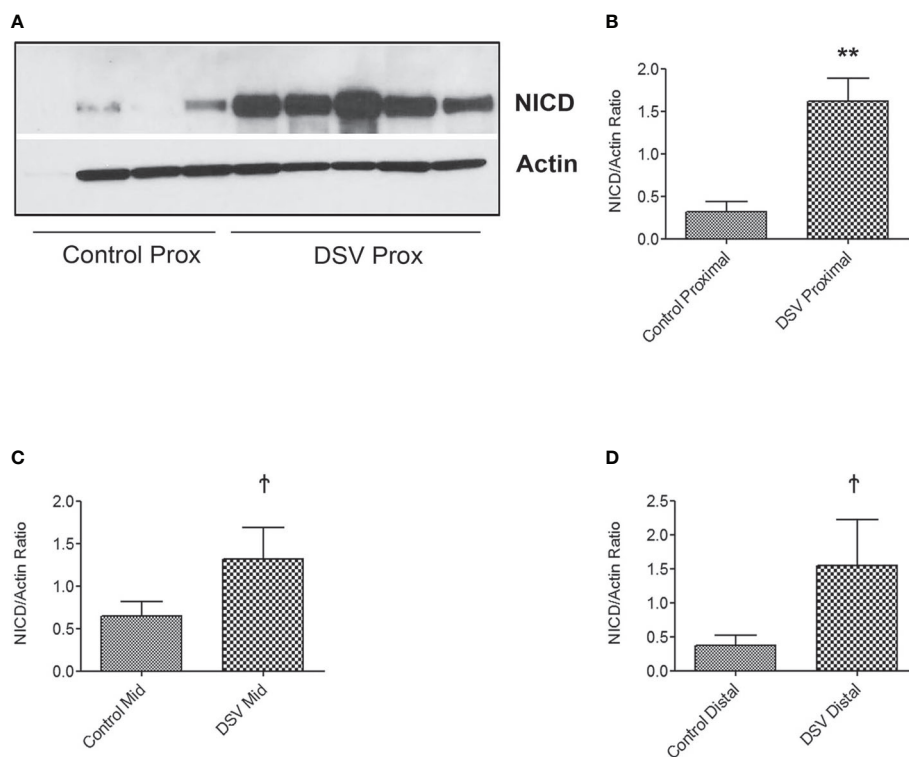 A
NICD
Actin
Control Prox
DSV Prox
B
**
2.0
1.5
1.0
0.5
0.0
NICD/Actin Ratio
Control Proximal
DSV Proximal
C
†
2.0
1.5
1.0
0.5
0.0
NICD/Actin Ratio
Control Mid
DSV Mid
D
†
2.5
2.0
1.5
1.0
0.5
0.0
NICD/Actin Ratio
Control Distal
DSV Distal